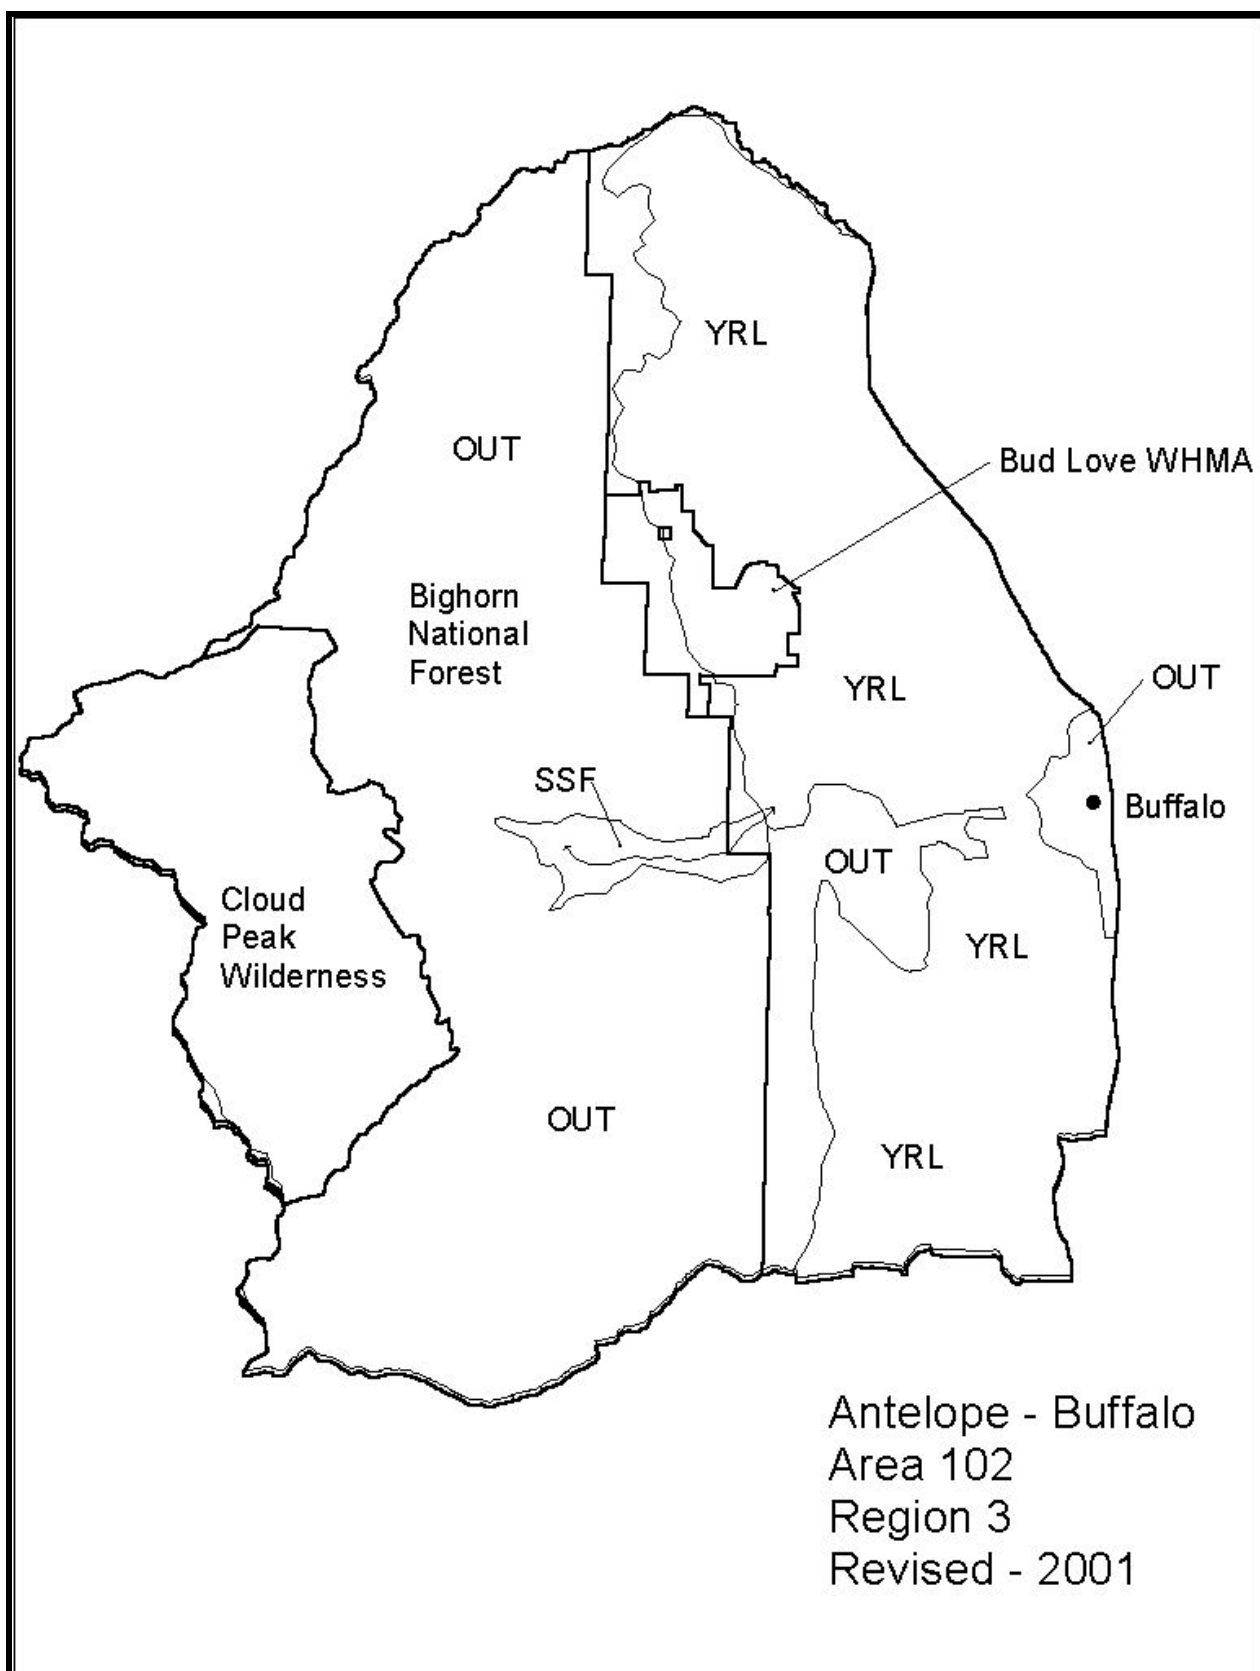 YRL
OUT
Bud Love WHMA
Bighorn
National
Forest
YRL
OUT
SSF
Buffalo
OUT
Cloud
Peak
Wilderness
YRL
OUT
YRL
Antelope - Buffalo
Area 102
Region 3
Revised - 2001